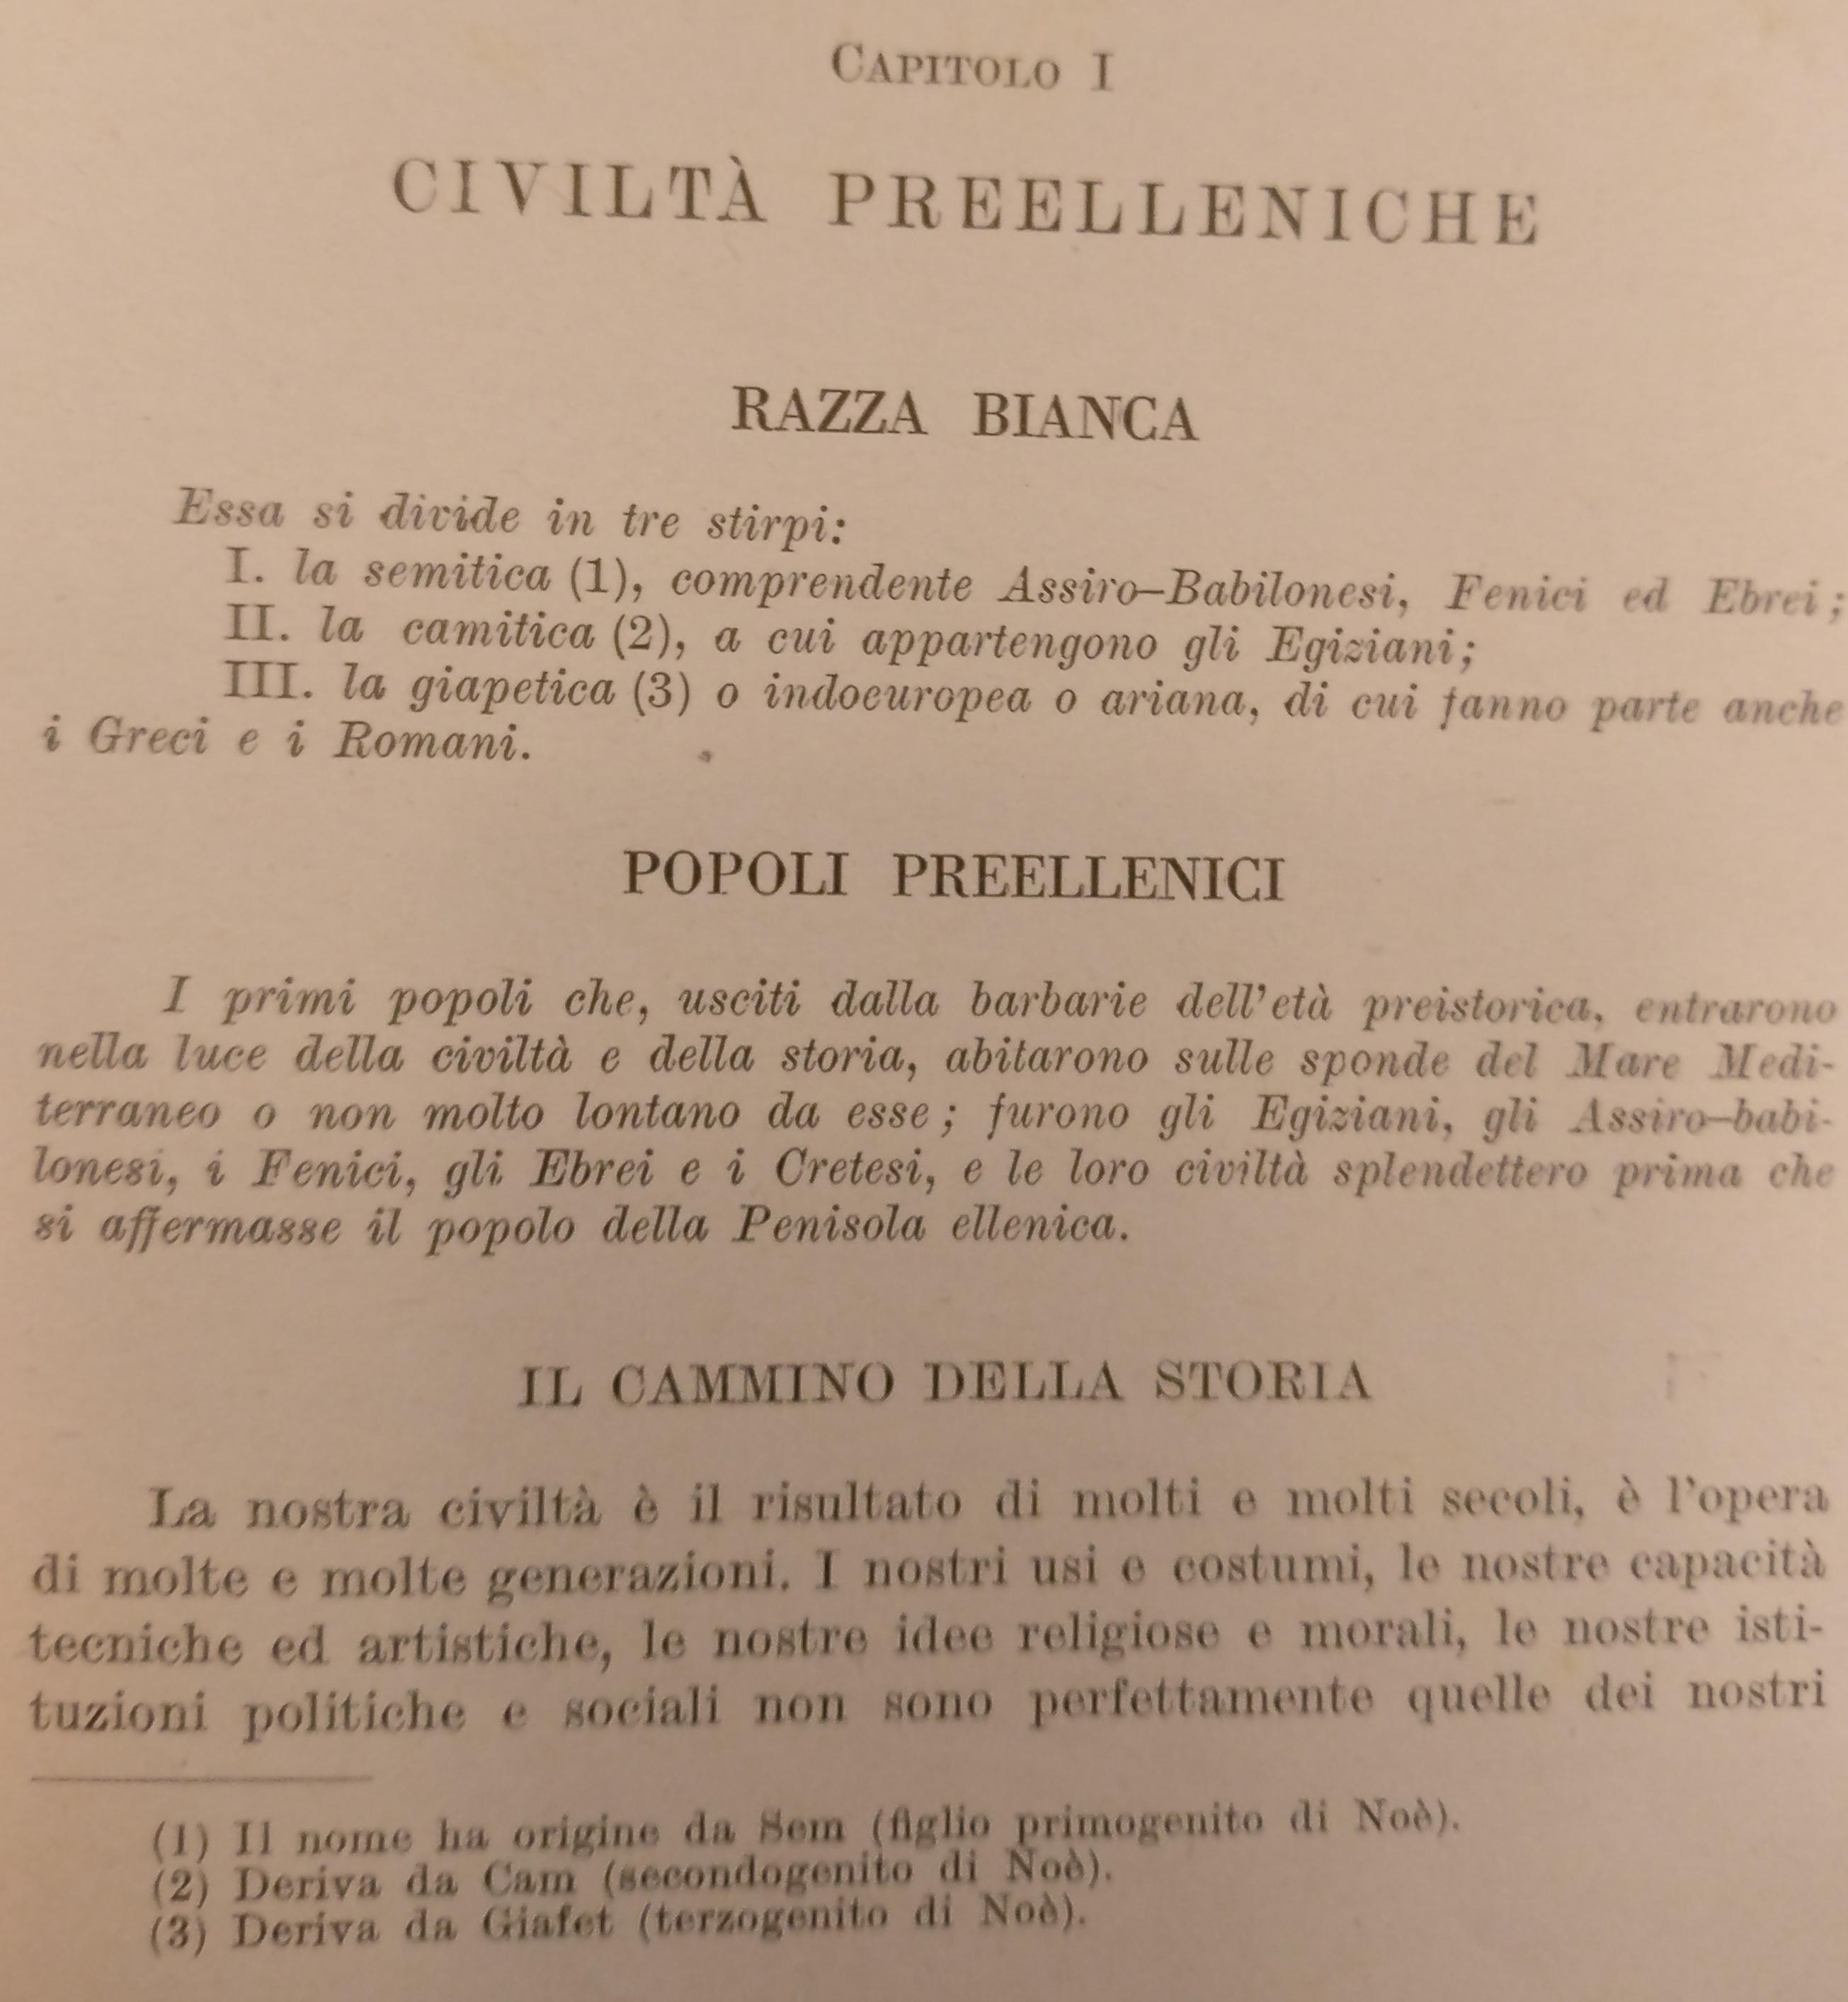 CAPITOLO I
CIVILTÀ PREELLENICHE
RAZZA BIANCA
Essa si divide in tre stirpi:
I. la semitica (1), comprendente Assiro-Babilonesi, Fenici ed Ebrei;
II. la camitica (2), a cui appartengono gli Egiziani;
III. la giapetica (3) o indoeuropea o ariana, di cui fanno parte anche
i Greci e i Romani.
POPOLI PREELLENICI
I primi popoli che, usciti dalla barbarie dell'età preistorica, entrarono
nella luce della civiltà e della storia, abitarono sulle sponde del Mare Medi-
terraneo o non molto lontano da esse; furono gli Egiziani, gli Assiro-babi-
lonesi, i Fenici, gli Ebrei e i Cretesi, e le loro civiltà splendettero prima che
si affermasse il popolo della Penisola ellenica.
IL CAMMINO DELLA STORIA
La nostra civiltà è il risultato di molti e molti secoli, è l'opera
di molte e molte generazioni. I nostri usi e costumi, le nostre capacità
tecniche ed artistiche, le nostre idee religiose e morali, le nostre isti-
tuzioni politiche e sociali non sono perfettamente quelle dei nostri
(1) Il nome ha origine da Sem (figlio primogenito di Noè).
(2) Deriva da Cam (secondogenito di Noè).
(3) Deriva da Giafet (terzogenito di Noè).